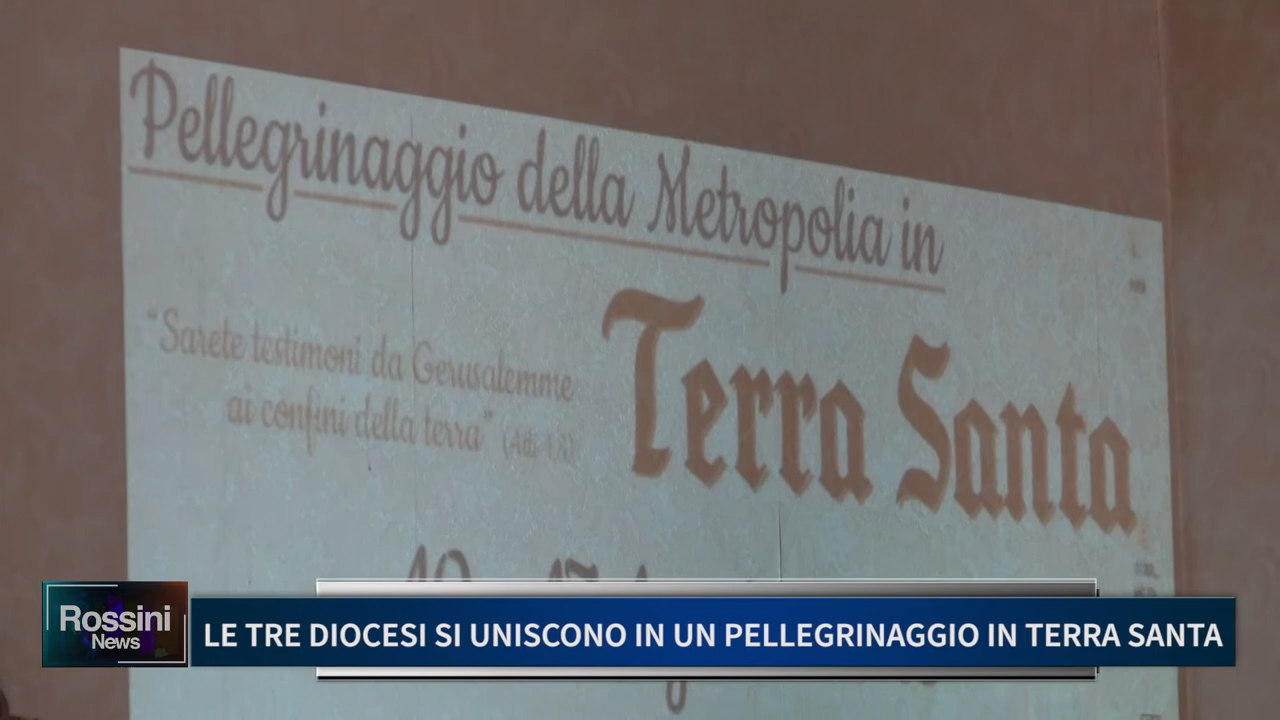 Pellegrinaggio della Metropolia in
Terra Santa
“Sarete testimoni da Gerusalemme
ai confini della terra”
Rossini
News
LE TRE DIOCESI SI UNISCONO IN UN PELLEGRINAGGIO IN TERRA SANTA